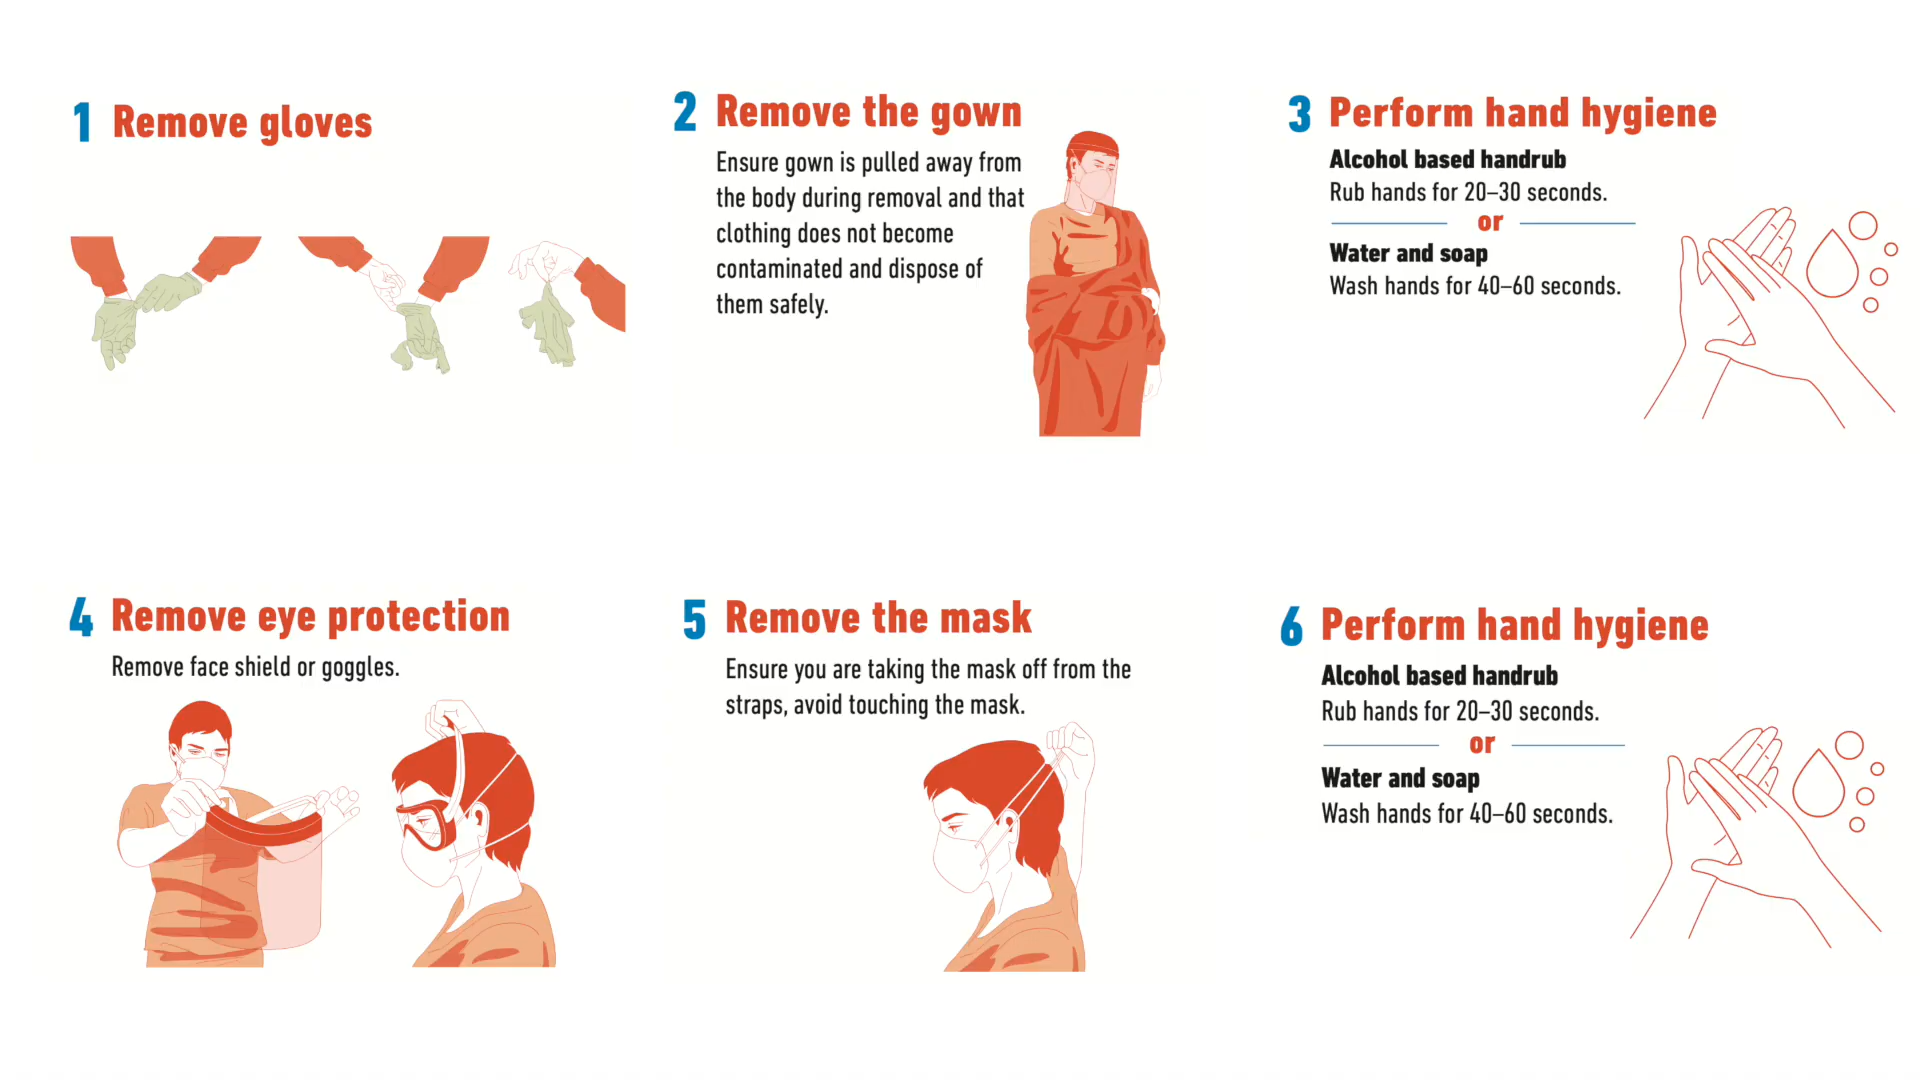 1 Remove gloves
2 Remove the gown
Ensure gown is pulled away from
the body during removal and that
clothing does not become
contaminated and dispose of
them safely.
3 Perform hand hygiene
Alcohol based handrub
Rub hands for 20–30 seconds.
or
Water and soap
Wash hands for 40–60 seconds.
4 Remove eye protection
Remove face shield or goggles.
5 Remove the mask
Ensure you are taking the mask off from the
straps, avoid touching the mask.
6 Perform hand hygiene
Alcohol based handrub
Rub hands for 20–30 seconds.
or
Water and soap
Wash hands for 40–60 seconds.